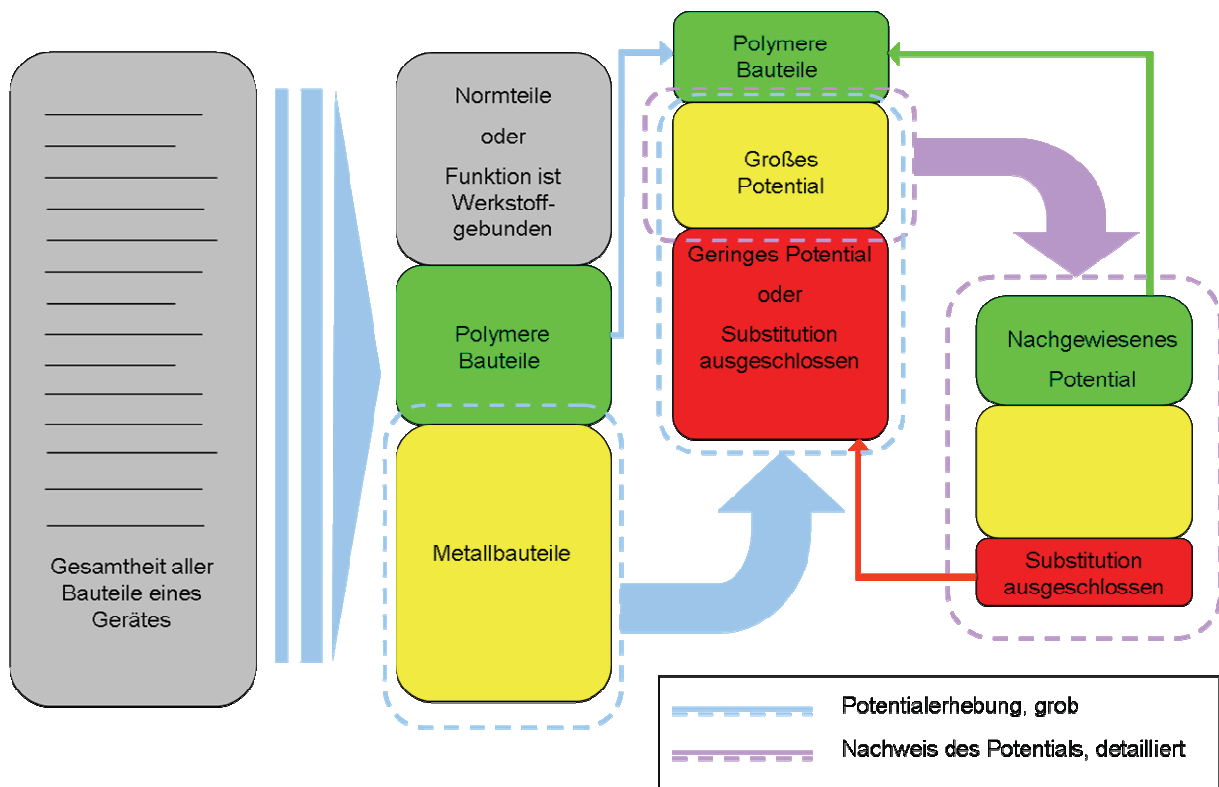 Gesamtheit aller
Bauteile eines
Gerätes
Normteile
oder
Funktion ist
Werkstoff-
gebunden
Polymere
Bauteile
Metallbauteile
Polymere
Bauteile
Großes
Potential
Geringes Potential
oder
Substitution
ausgeschlossen
Nachgewiesenes
Potential
Substitution
ausgeschlossen
Potentialerhebung, grob
Nachweis des Potentials, detailliert